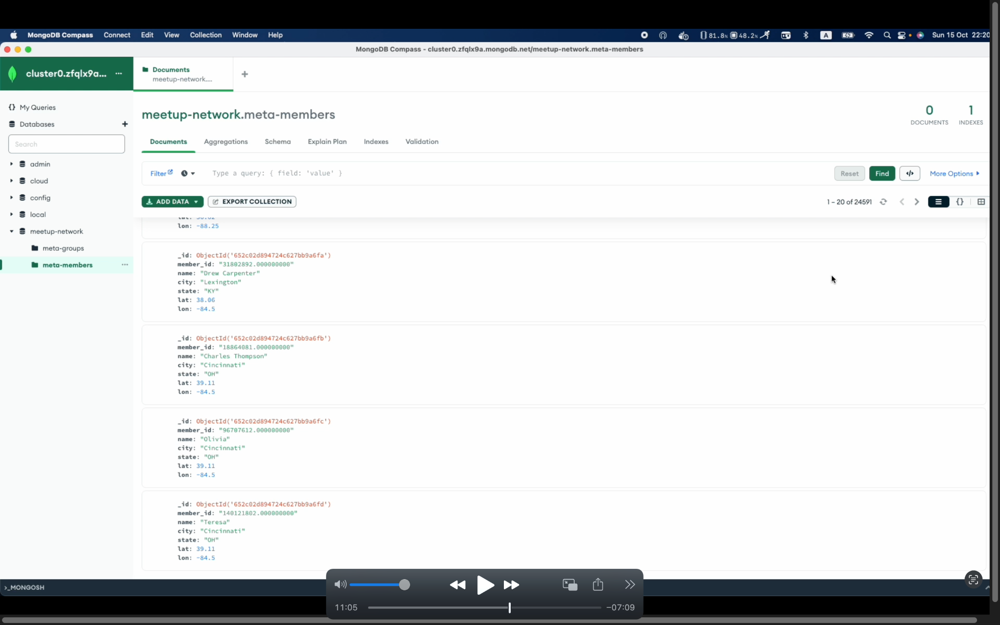 MongoDB Compass Connect Edit View Collection Window Help 81.8% 48.2% A Sun 15 Oct 22:20
MongoDB Compass - cluster0.zfqlx9a.mongodb.net/meetup-network.meta-members
cluster0.zfqlx9a... ...
Documents
meetup-network....
+
{} My Queries
Databases +
Search
admin
cloud
config
local
meetup-network
meta-groups
meta-members ...
meetup-network.meta-members
0
DOCUMENTS
1
INDEXES
Documents Aggregations Schema Explain Plan Indexes Validation
Filter Type a query: { field: 'value' } Reset Find </> More Options
ADD DATA EXPORT COLLECTION 1 – 20 of 24591 {}
lon: -88.25
_id: ObjectId('652c02d894724c627bb9a6fa')
member_id: "31802892.000000000"
name: "Drew Carpenter"
city: "Lexington"
state: "KY"
lat: 38.06
lon: -84.5
_id: ObjectId('652c02d894724c627bb9a6fb')
member_id: "18864081.000000000"
name: "Charles Thompson"
city: "Cincinnati"
state: "OH"
lat: 39.11
lon: -84.5
_id: ObjectId('652c02d894724c627bb9a6fc')
member_id: "96707612.000000000"
name: "Olivia"
city: "Cincinnati"
state: "OH"
lat: 39.11
lon: -84.5
_id: ObjectId('652c02d894724c627bb9a6fd')
member_id: "140121802.000000000"
name: "Teresa"
city: "Cincinnati"
state: "OH"
lat: 39.11
lon: -84.5
>_MONGOSH
11:05 -07:09